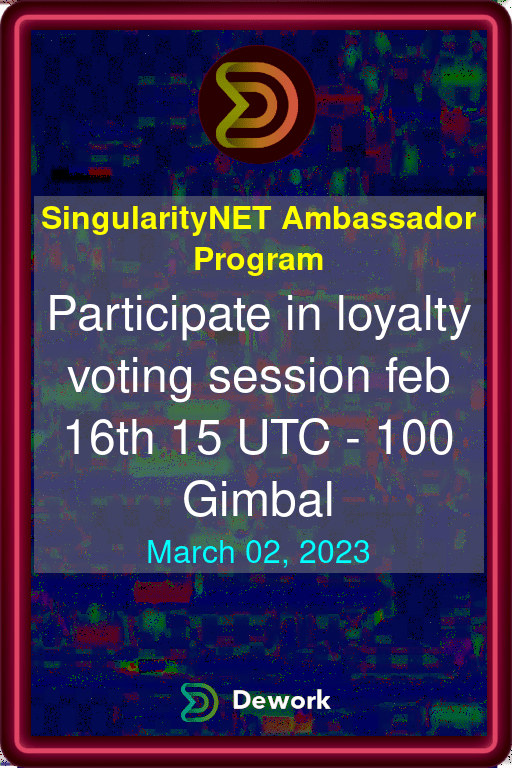 SingularityNET Ambassador
Program
Participate in loyalty
voting session feb
16th 15 UTC - 100
Gimbal
March 02, 2023
Dework